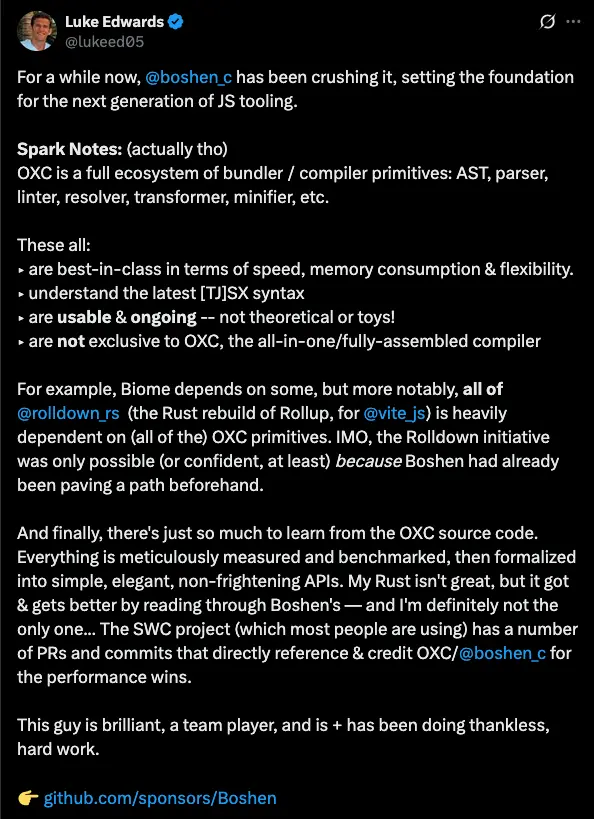 Luke Edwards
@lukeed05
For a while now, @boshen_c has been crushing it, setting the foundation
for the next generation of JS tooling.
Spark Notes: (actually tho)
OXC is a full ecosystem of bundler / compiler primitives: AST, parser,
linter, resolver, transformer, minifier, etc.
These all:
‣ are best-in-class in terms of speed, memory consumption & flexibility.
‣ understand the latest [TJ]SX syntax
‣ are usable & ongoing -- not theoretical or toys!
‣ are not exclusive to OXC, the all-in-one/fully-assembled compiler
For example, Biome depends on some, but more notably, all of
@rolldown_rs (the Rust rebuild of Rollup, for @vite_js) is heavily
dependent on (all of the) OXC primitives. IMO, the Rolldown initiative
was only possible (or confident, at least) because Boshen had already
been paving a path beforehand.
And finally, there's just so much to learn from the OXC source code.
Everything is meticulously measured and benchmarked, then formalized
into simple, elegant, non-frightening APIs. My Rust isn't great, but it got
& gets better by reading through Boshen's — and I'm definitely not the
only one... The SWC project (which most people are using) has a number
of PRs and commits that directly reference & credit OXC/@boshen_c for
the performance wins.
This guy is brilliant, a team player, and is + has been doing thankless,
hard work.
👉 github.com/sponsors/Boshen